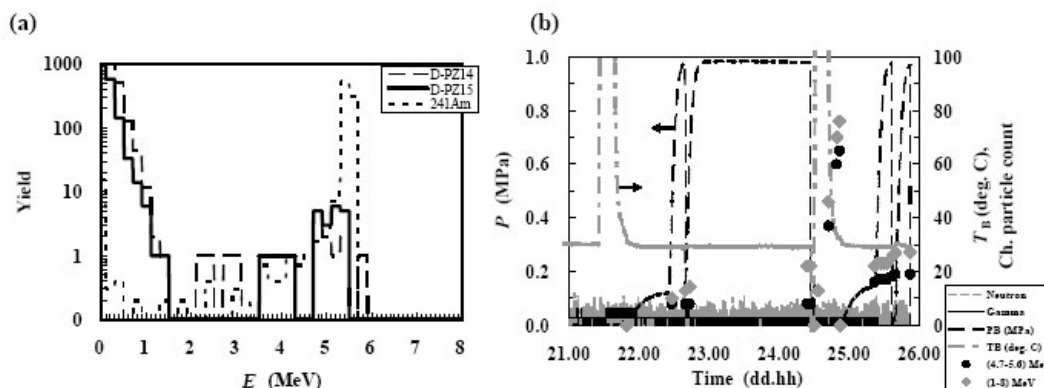 (a)
(b)
1000
100
10
1
0
Yield
D-PZ14
D-PZ15
241Am
0 1 2 3 4 5 6 7 8
E (MeV)
1.0
0.8
0.6
0.4
0.2
0.0
P (MPa)
100
80
60
40
20
0
T_B (deg. C),
Ch. particle count
21.00 22.00 23.00 24.00 25.00 26.00
Time (dd.hh)
Neutron
Gamma
PB (MPa)
TB (deg. C)
(4.7-5.6) Me
(1-8) MeV